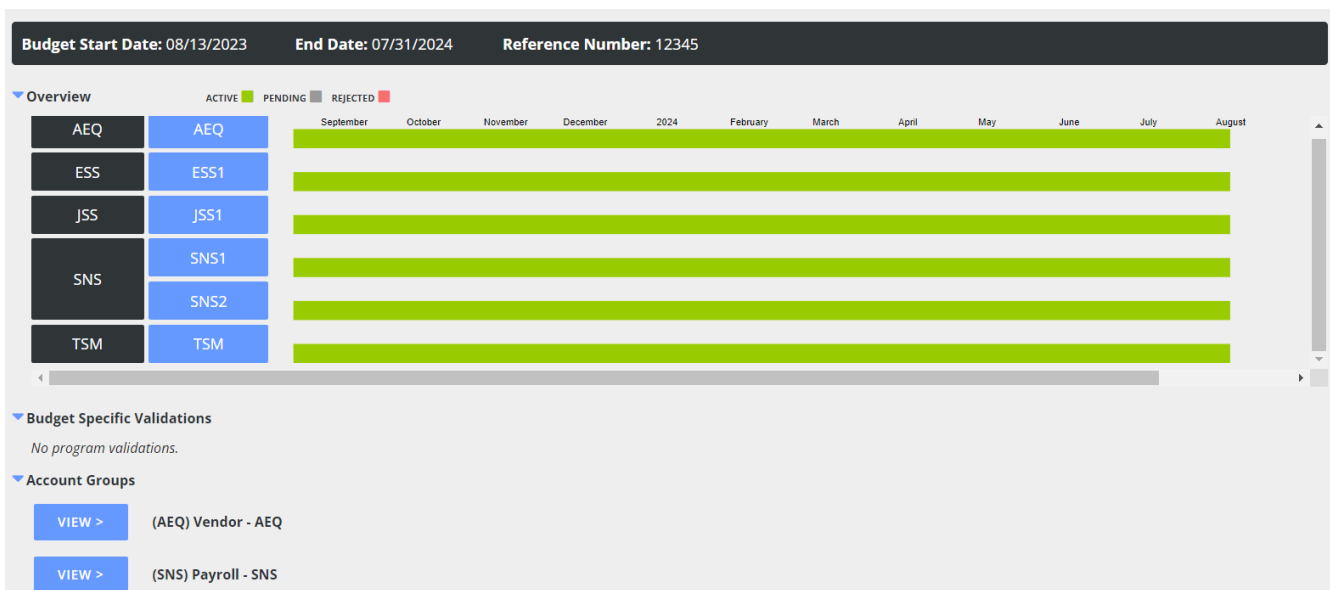 Budget Start Date: 08/13/2023 End Date: 07/31/2024 Reference Number: 12345
Overview ACTIVE PENDING REJECTED
September October November December 2024 February March April May June July August
AEQ AEQ
ESS ESS1
JSS JSS1
SNS SNS1
SNS2
TSM TSM
Budget Specific Validations
No program validations.
Account Groups
VIEW > (AEQ) Vendor - AEQ
VIEW > (SNS) Payroll - SNS